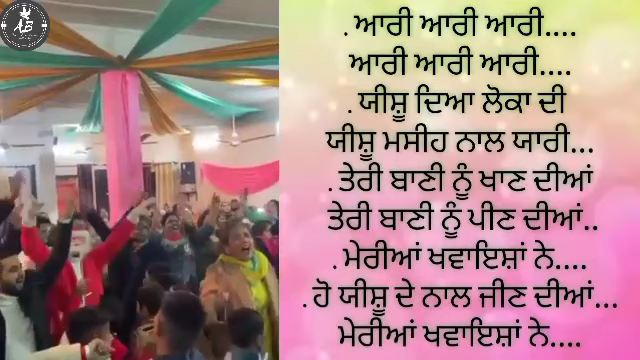 . ਆਰੀ ਆਰੀ ਆਰੀ....
ਆਰੀ ਆਰੀ ਆਰੀ....
. ਯੀਸ਼ੂ ਦਿਆ ਲੋਕਾ ਦੀ
ਯੀਸ਼ੂ ਮਸੀਹ ਨਾਲ ਯਾਰੀ...
. ਤੇਰੀ ਬਾਣੀ ਨੂੰ ਖਾਣ ਦੀਆਂ
ਤੇਰੀ ਬਾਣੀ ਨੂੰ ਪੀਣ ਦੀਆਂ..
. ਮੇਰੀਆਂ ਖਵਾਇਸ਼ਾਂ ਨੇ....
. ਹੋ ਯੀਸ਼ੂ ਦੇ ਨਾਲ ਜੀਣ ਦੀਆਂ...
ਮੇਰੀਆਂ ਖਵਾਇਸ਼ਾਂ ਨੇ....